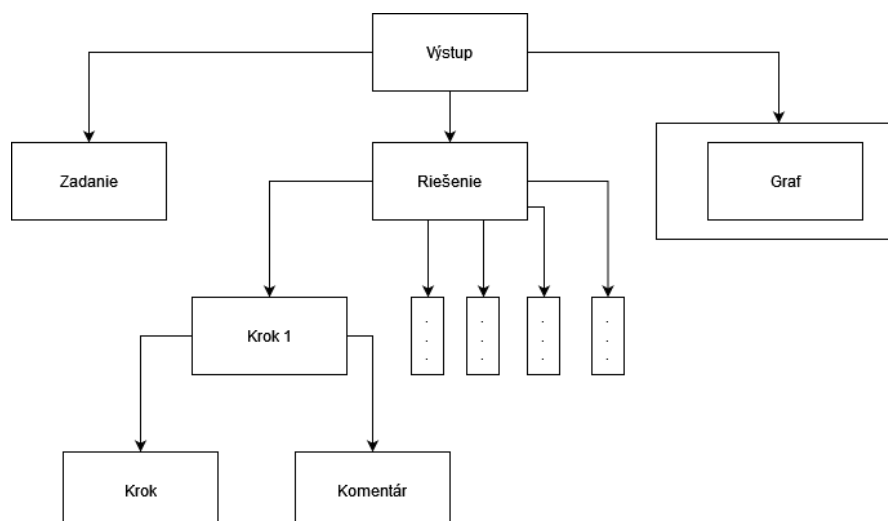 Výstup
Zadanie
Riešenie
Graf
Krok 1
.
.
.
.
.
.
.
.
.
.
.
.
Krok
Komentár